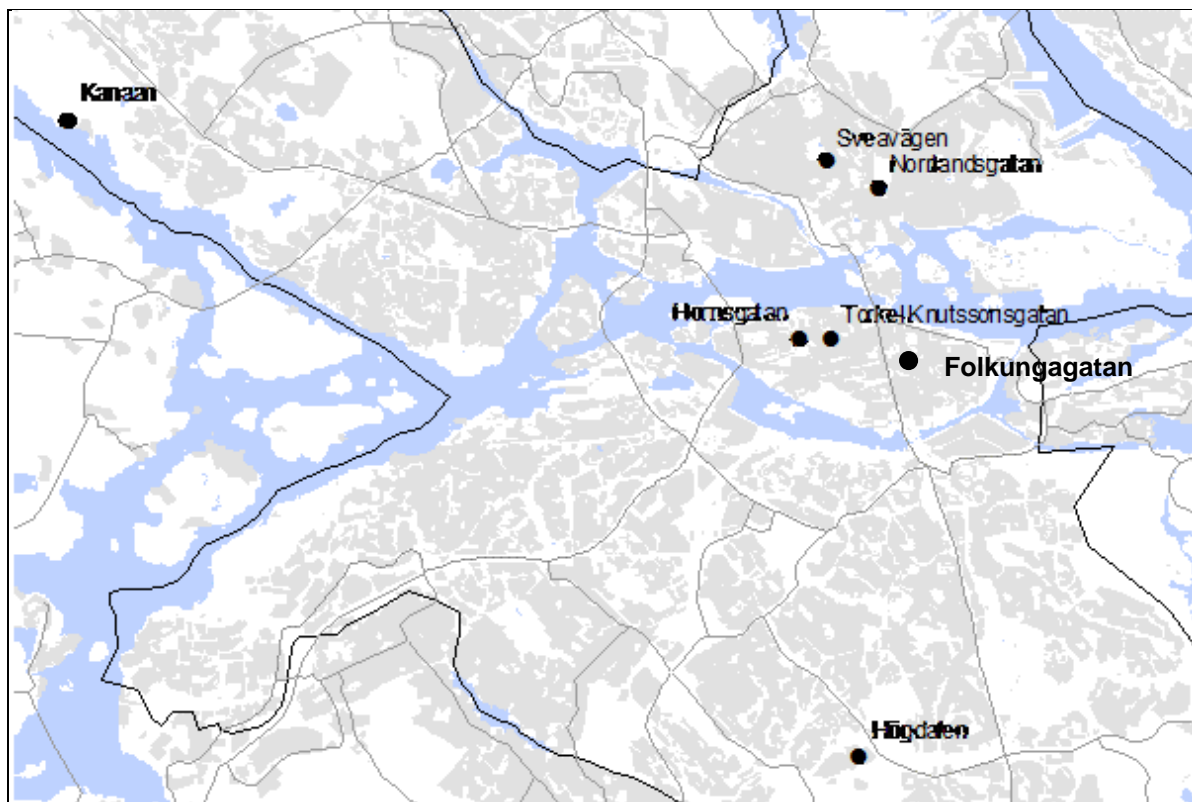 Kanaan
Sveavägen
Norrlandsgatan
Hornsgatan
Torkel Knutssonsgatan
Folkungagatan
Högdalen